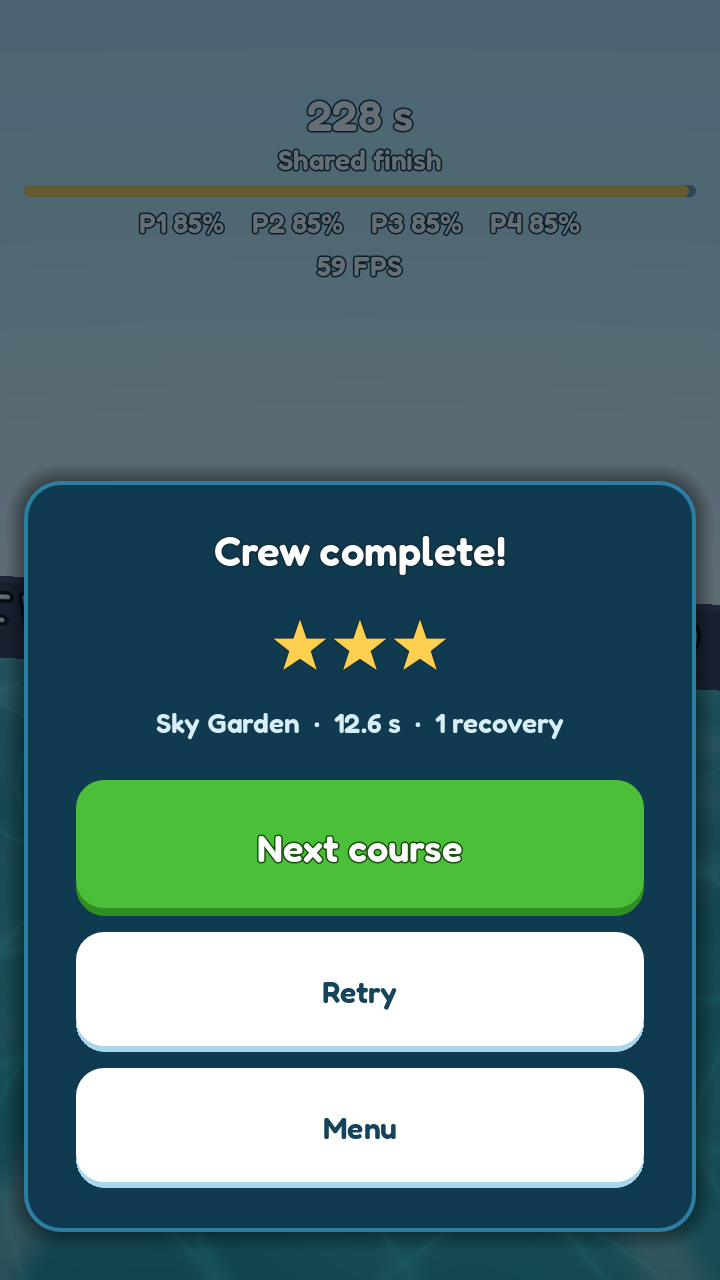 228 s
Shared finish
P1 85% P2 85% P3 85% P4 85%
59 FPS
Crew complete!
Sky Garden · 12.6 s · 1 recovery
Next course
Retry
Menu